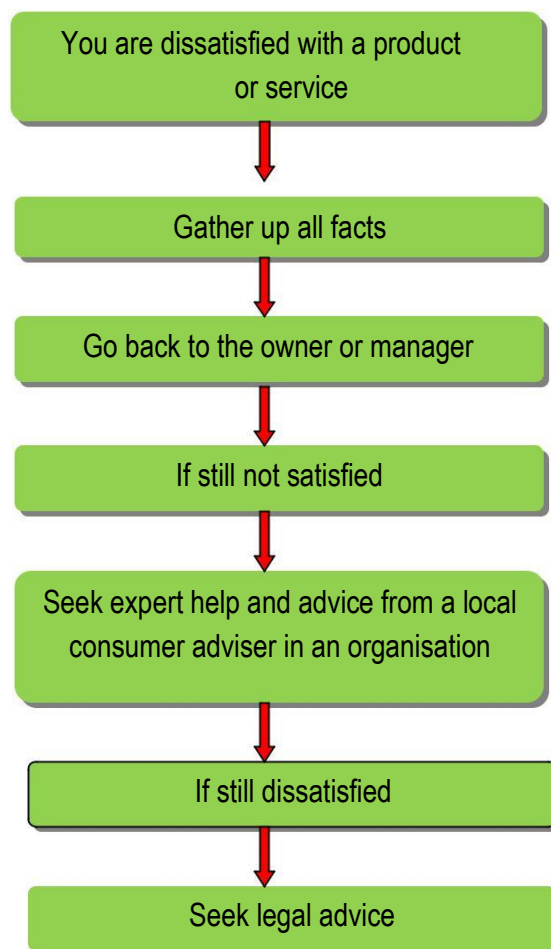 You are dissatisfied with a product
or service
Gather up all facts
Go back to the owner or manager
If still not satisfied
Seek expert help and advice from a local
consumer adviser in an organisation
If still dissatisfied
Seek legal advice